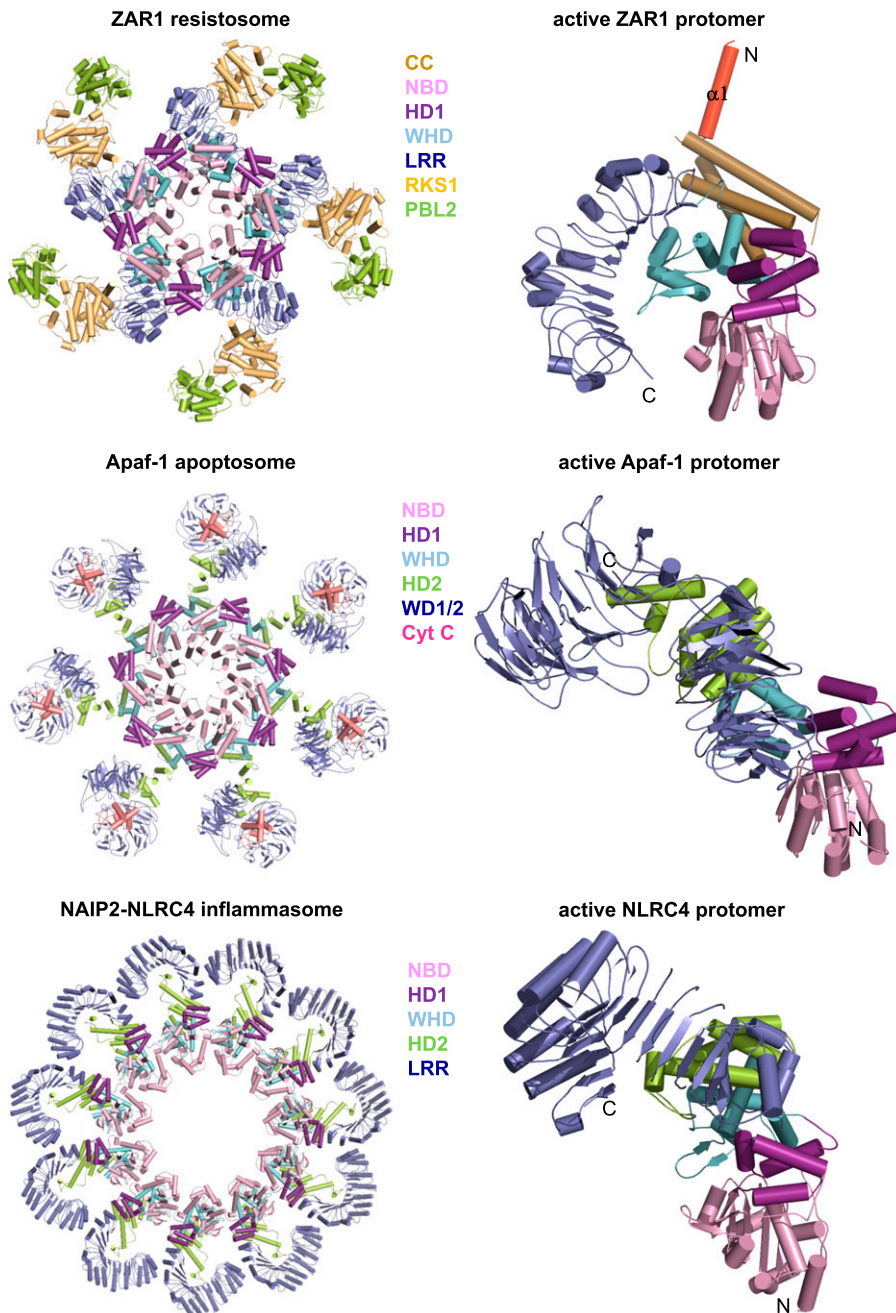 ZAR1 resistosome
active ZAR1 protomer
CC
NBD
HD1
WHD
LRR
RKS1
PBL2
N
α1
C
Apaf-1 apoptosome
active Apaf-1 protomer
NBD
HD1
WHD
HD2
WD1/2
Cyt C
C
N
NAIP2-NLRC4 inflammasome
active NLRC4 protomer
NBD
HD1
WHD
HD2
LRR
C
N